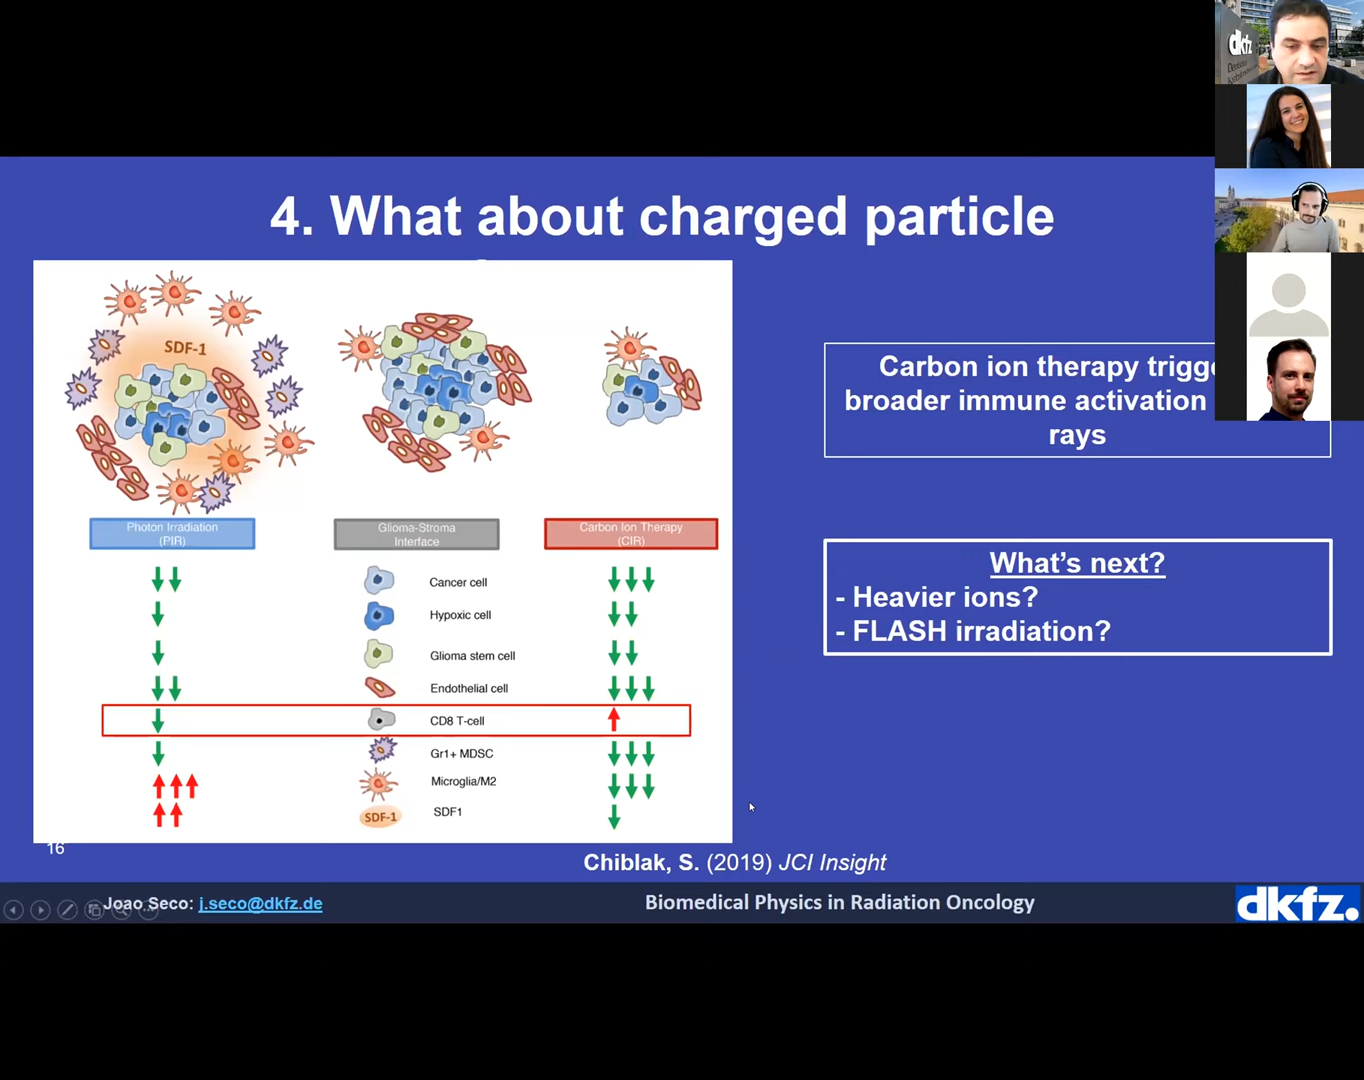 4. What about charged particle
SDF-1
Carbon ion therapy
broader immune activation
rays
Photon Irradiation
(PIR)
Glioma-Stroma
Interface
Carbon Ion Therapy
(CIR)
Cancer cell
Hypoxic cell
Glioma stem cell
Endothelial cell
CD8 T-cell
Gr1+ MDSC
Microglia/M2
SDF-1
SDF1
What's next?
- Heavier ions?
- FLASH irradiation?
16
Chiblak, S. (2019) JCI Insight
Joao Seco: j.seco@dkfz.de
Biomedical Physics in Radiation Oncology
dkfz.
dkfz